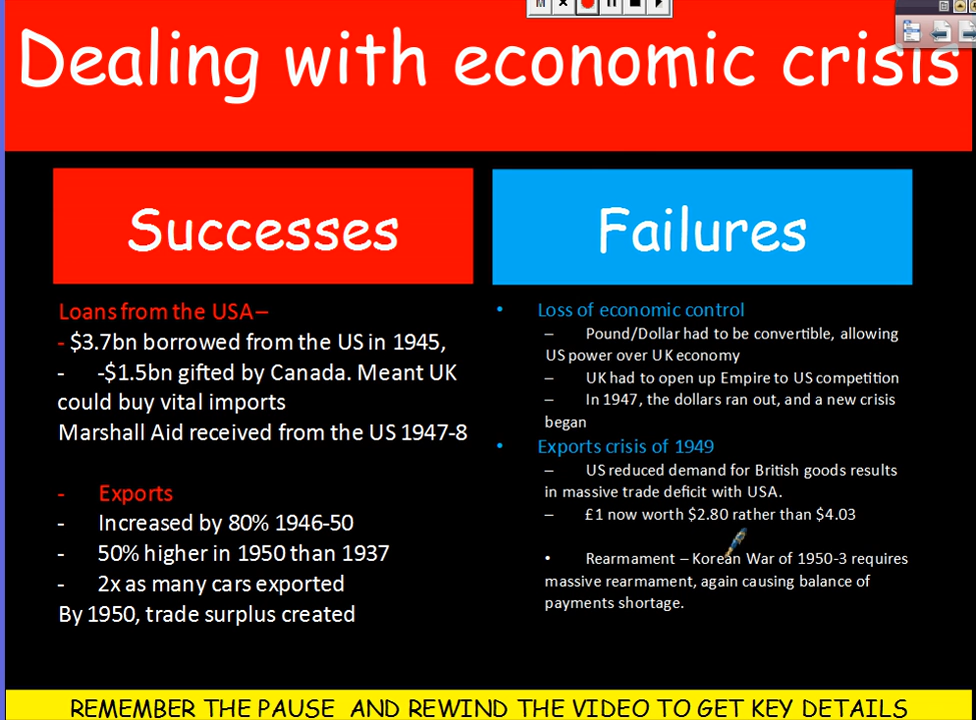 Dealing with economic crisis
Successes
Loans from the USA –
- $3.7bn borrowed from the US in 1945,
- -$1.5bn gifted by Canada. Meant UK
could buy vital imports
Marshall Aid received from the US 1947-8
- Exports
- Increased by 80% 1946-50
- 50% higher in 1950 than 1937
- 2x as many cars exported
By 1950, trade surplus created
Failures
• Loss of economic control
– Pound/Dollar had to be convertible, allowing
US power over UK economy
– UK had to open up Empire to US competition
– In 1947, the dollars ran out, and a new crisis
began
• Exports crisis of 1949
– US reduced demand for British goods results
in massive trade deficit with USA.
– £1 now worth $2.80 rather than $4.03
• Rearmament – Korean War of 1950-3 requires
massive rearmament, again causing balance of
payments shortage.
REMEMBER THE PAUSE AND REWIND THE VIDEO TO GET KEY DETAILS